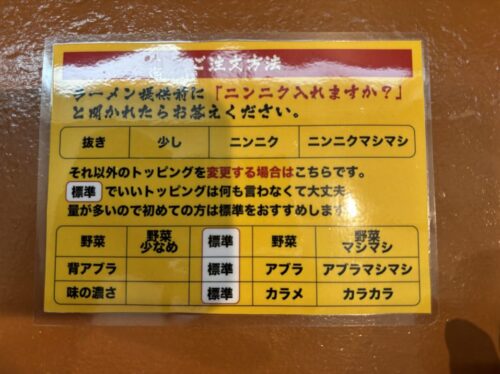 ご注文方法
ラーメン提供前に「ニンニク入れますか？」
と聞かれたらお答えください。
抜き 少し ニンニク ニンニクマシマシ
それ以外のトッピングを変更する場合はこちらです。
標準 でいいトッピングは何も言わなくて大丈夫
量が多いので初めての方は標準をおすすめします
野菜 野菜少なめ 標準 野菜 野菜マシマシ
背アブラ 標準 アブラ アブラマシマシ
味の濃さ 標準 カラメ カラカラ